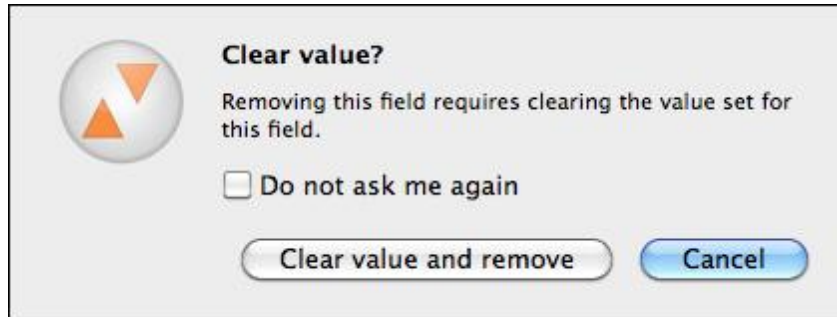 Clear value?
Removing this field requires clearing the value set for
this field.
Do not ask me again
Clear value and remove
Cancel